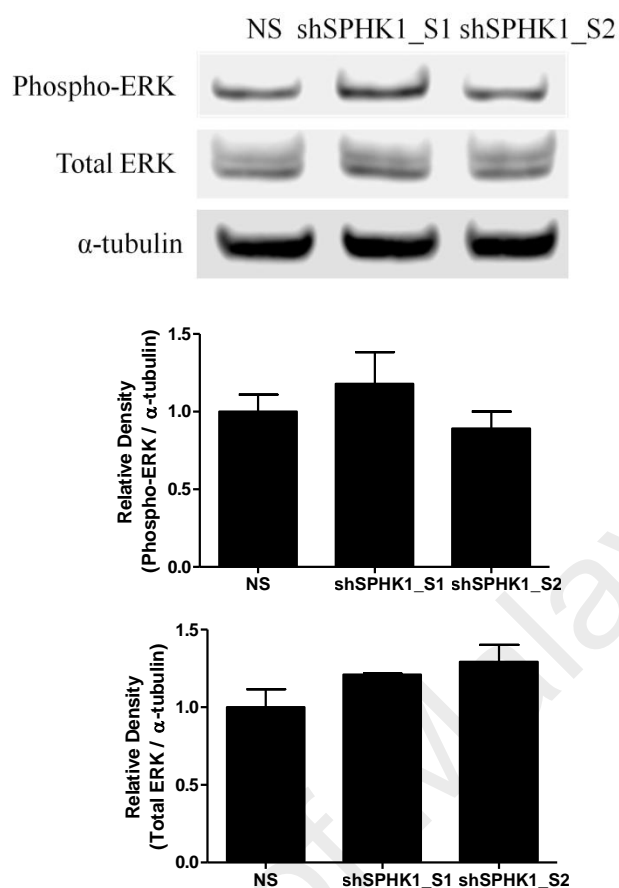 NS shSPHK1_S1 shSPHK1_S2
Phospho-ERK
Total ERK
α-tubulin
Relative Density
(Phospho-ERK / α-tubulin)
1.5
1.0
0.5
0.0
NS shSPHK1_S1 shSPHK1_S2
Relative Density
(Total ERK / α-tubulin)
1.5
1.0
0.5
0.0
NS shSPHK1_S1 shSPHK1_S2
of Malay